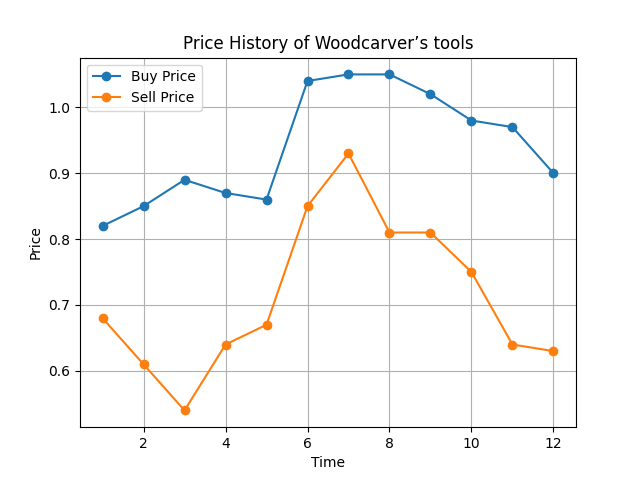 Price History of Woodcarver’s tools
Buy Price
Sell Price
1.0
0.9
0.8
0.7
0.6
Price
2 4 6 8 10 12
Time